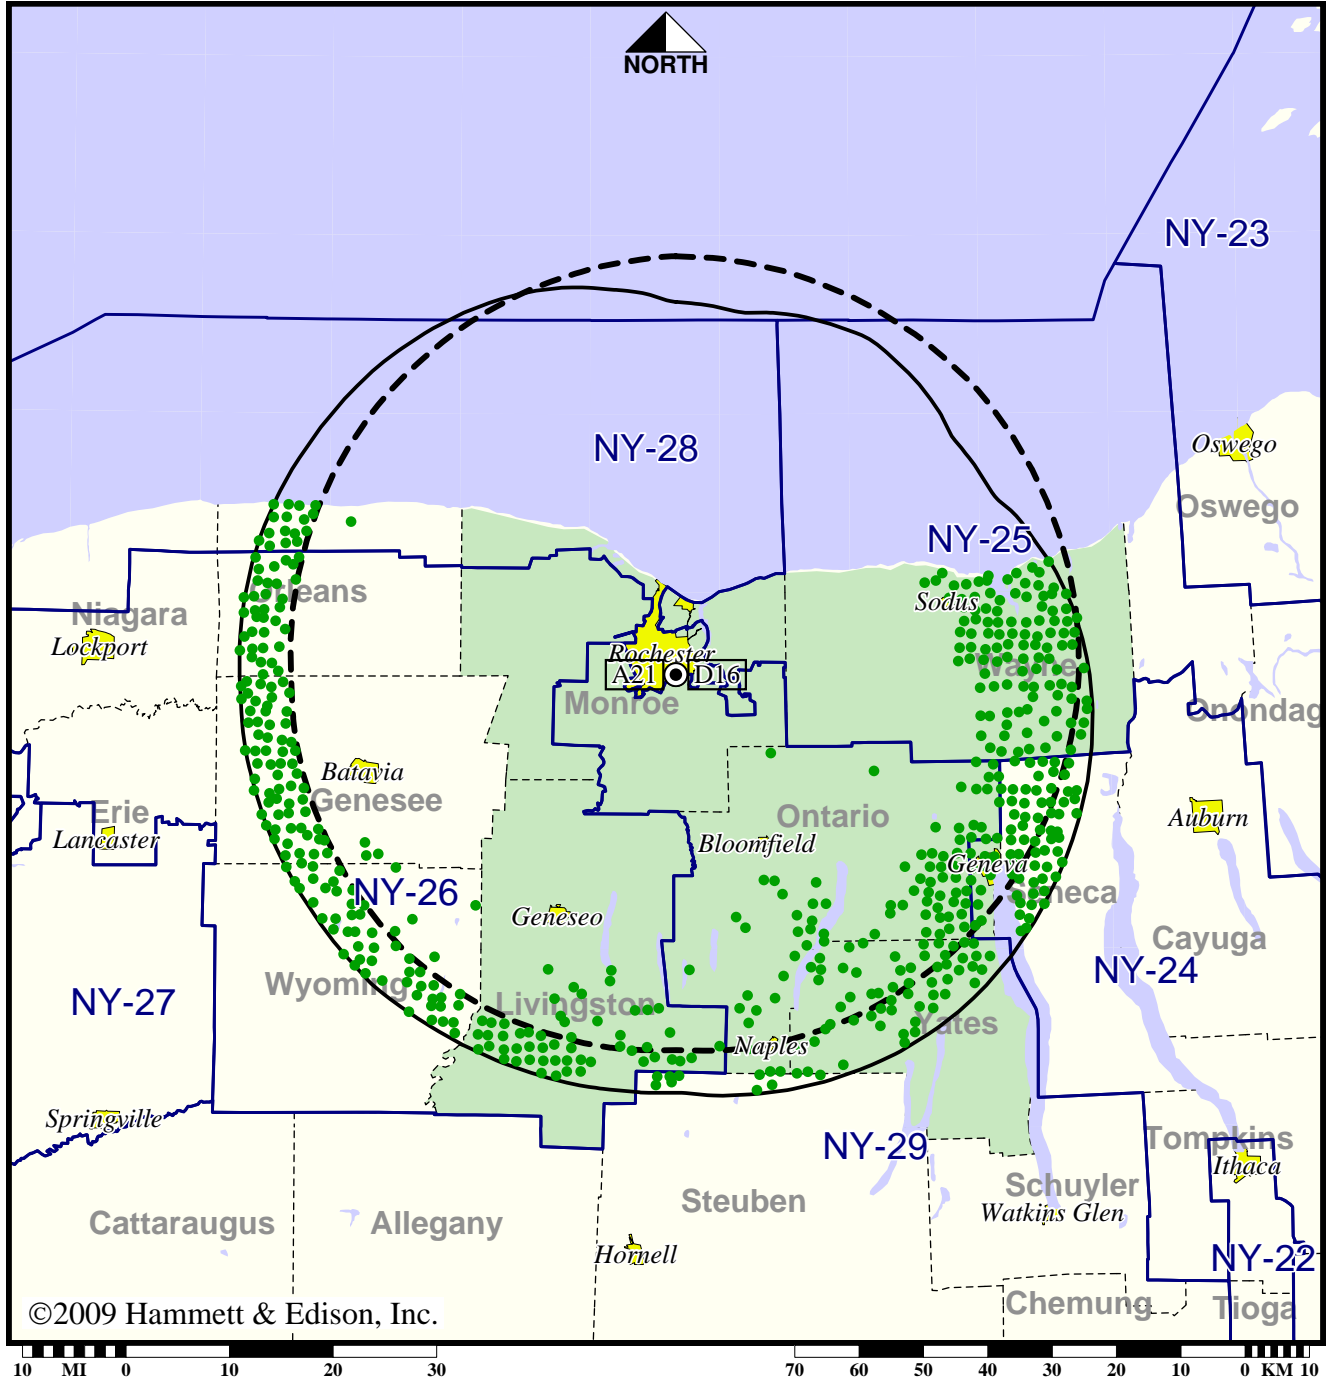 NORTH
NY-23
NY-28
Oswego
Oswego
NY-25
Orleans
Sodus
Niagara
Lockport
Rochester
A21 D16
Wayne
Monroe
Onondag
Batavia
Genesee
Erie
Lancaster
Ontario
Auburn
Bloomfield
Geneva
NY-26
Seneca
Geneseo
Cayuga
NY-24
Wyoming
NY-27
Livingston
Yates
Naples
Springville
NY-29
Tompkins
Ithaca
Schuyler
Steuben
Watkins Glen
Cattaraugus
Allegany
Hornell
NY-22
Chemung
Tioga
©2009 Hammett & Edison, Inc.
10 MI 0 10 20 30
70 60 50 40 30 20 10 0 KM 10